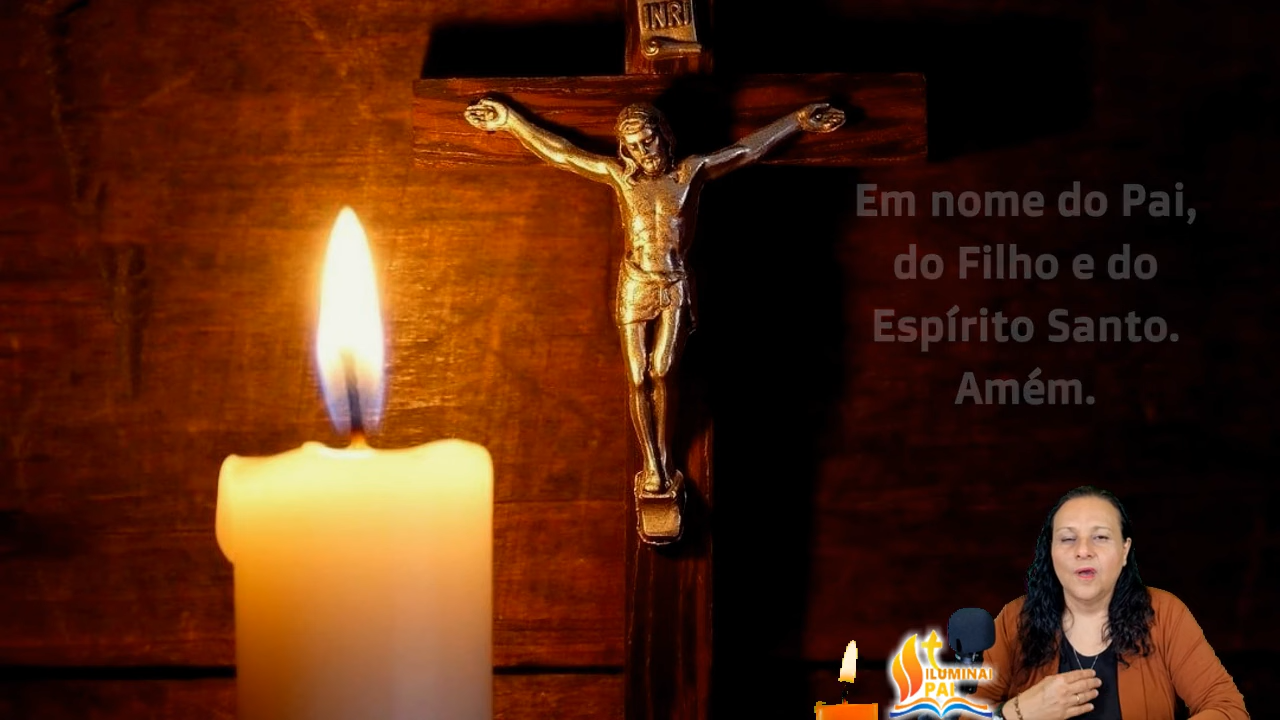 INRI
Em nome do Pai,
do Filho e do
Espírito Santo.
Amém.
ILUMINAI
PAI